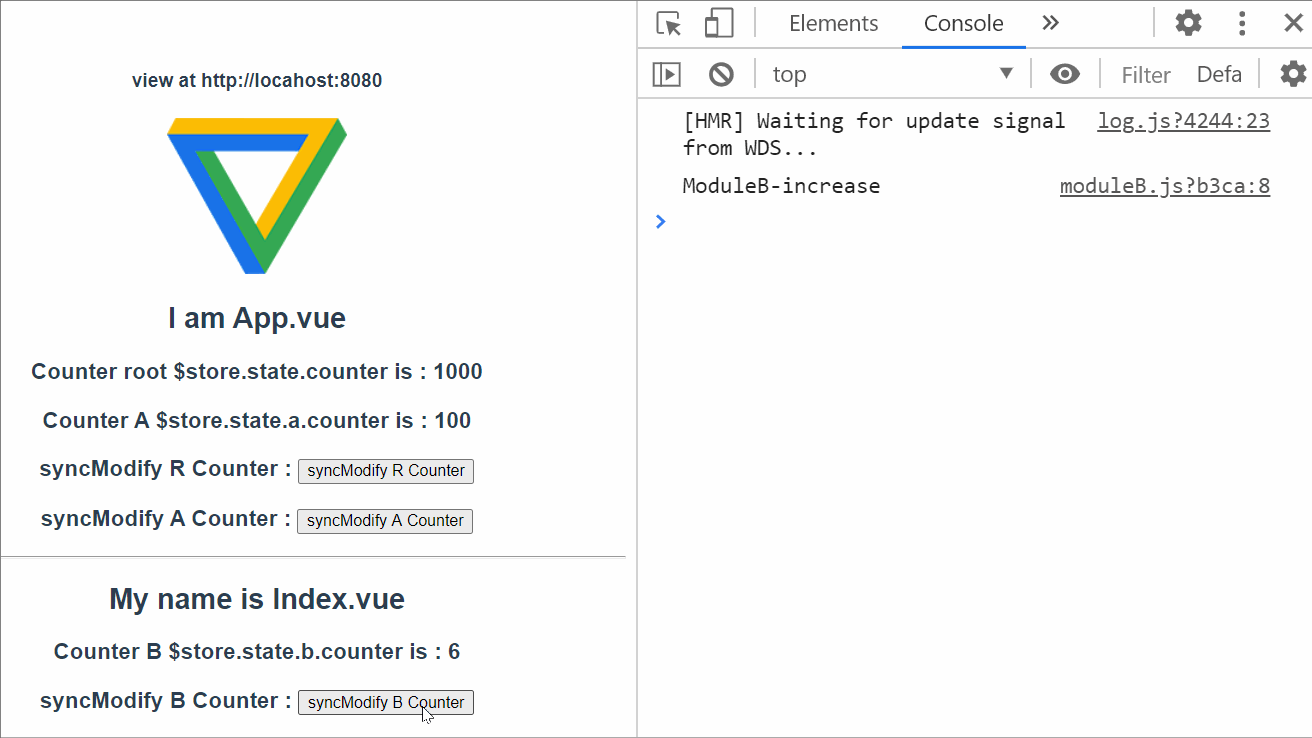 view at http://locahost:8080
I am App.vue
Counter root $store.state.counter is : 1000
Counter A $store.state.a.counter is : 100
syncModify R Counter : syncModify R Counter
syncModify A Counter : syncModify A Counter
My name is Index.vue
Counter B $store.state.b.counter is : 6
syncModify B Counter : syncModify B Counter
Elements Console
top Filter Defa
[HMR] Waiting for update signal log.js?4244:23
from WDS...
ModuleB-increase moduleB.js?b3ca:8